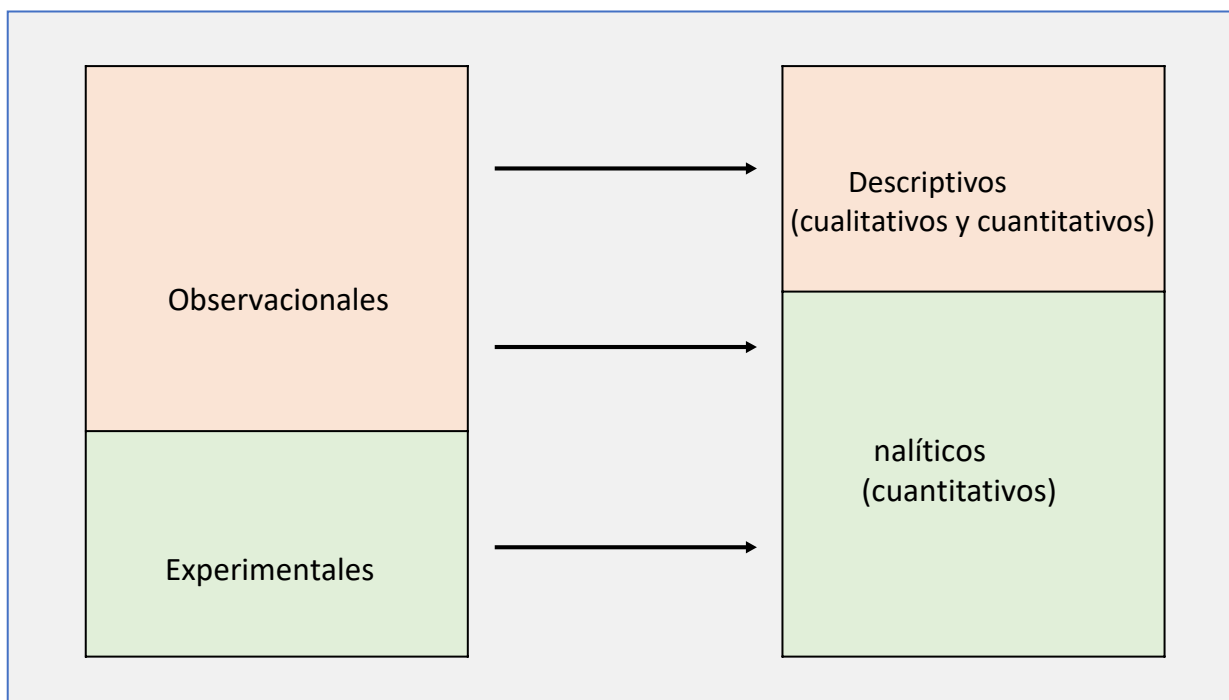 Observacionales
Experimentales
Descriptivos
(cualitativos y cuantitativos)
nalíticos
(cuantitativos)